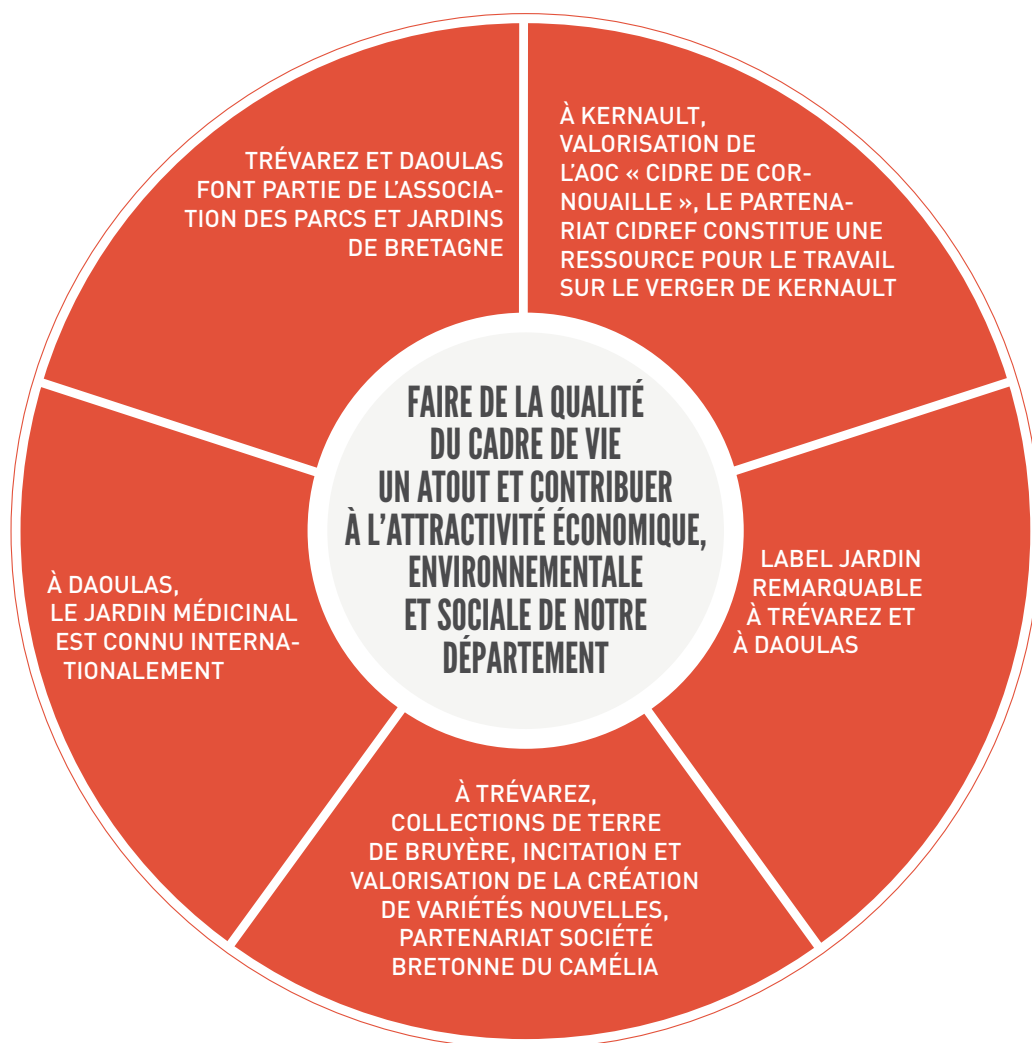 TRÉVAREZ ET DAOULAS
FONT PARTIE DE L'ASSOCIA-
TION DES PARCS ET JARDINS
DE BRETAGNE
À KERNAULT,
VALORISATION DE
L'AOC « CIDRE DE COR-
NOUAILLE », LE PARTENA-
RIAT CIDREF CONSTITUE UNE
RESSOURCE POUR LE TRAVAIL
SUR LE VERGER DE KERNAULT
FAIRE DE LA QUALITÉ
DU CADRE DE VIE
UN ATOUT ET CONTRIBUER
À L'ATTRACTIVITÉ ÉCONOMIQUE,
ENVIRONNEMENTALE
ET SOCIALE DE NOTRE
DÉPARTEMENT
À DAOULAS,
LE JARDIN MÉDICINAL
EST CONNU INTERNA-
TIONALEMENT
LABEL JARDIN
REMARQUABLE
À TRÉVAREZ ET
À DAOULAS
À TRÉVAREZ,
COLLECTIONS DE TERRE
DE BRUYÈRE, INCITATION ET
VALORISATION DE LA CRÉATION
DE VARIÉTÉS NOUVELLES,
PARTENARIAT SOCIÉTÉ
BRETONNE DU CAMÉLIA